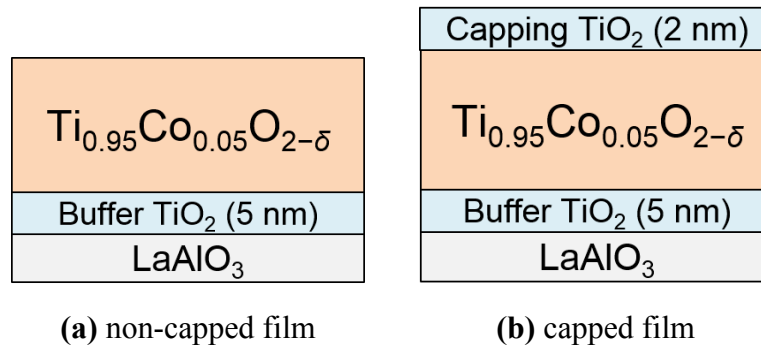 Ti₀.₉₅Co₀.₀₅O₂₋δ
Buffer TiO₂ (5 nm)
LaAlO₃
(a) non-capped film
Capping TiO₂ (2 nm)
Ti₀.₉₅Co₀.₀₅O₂₋δ
Buffer TiO₂ (5 nm)
LaAlO₃
(b) capped film